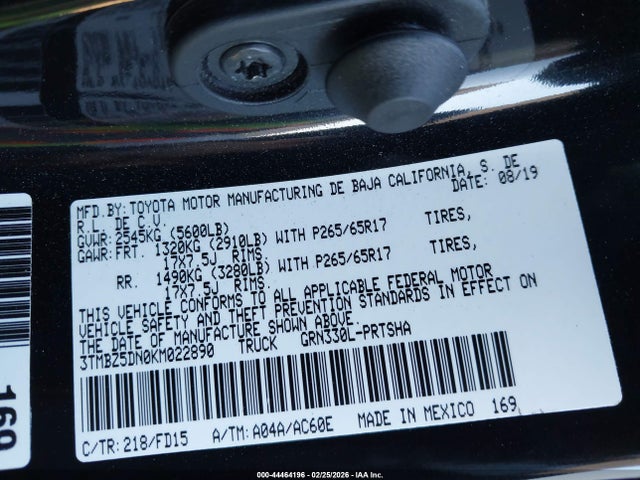 MFD.BY: TOYOTA MOTOR MANUFACTURING DE BAJA CALIFORNIA, S. DE
R.L. DE C.V. DATE: 08/19
GVWR: 2545KG (5600LB)
GAWR: FRT. 1320KG (2910LB) WITH P265/65R17 TIRES,
17X7.5J RIMS.
RR. 1490KG (3280LB) WITH P265/65R17 TIRES,
17X7.5J RIMS.
THIS VEHICLE CONFORMS TO ALL APPLICABLE FEDERAL MOTOR
VEHICLE SAFETY AND THEFT PREVENTION STANDARDS IN EFFECT ON
THE DATE OF MANUFACTURE SHOWN ABOVE.
3TMBZ5DN0KM022890 TRUCK GRN330L-PRTSHA
C/TR: 218/FD15 A/TM: A04A/AC60E MADE IN MEXICO 169
169
000-44464196 - 02/25/2026 - IAA, Inc.